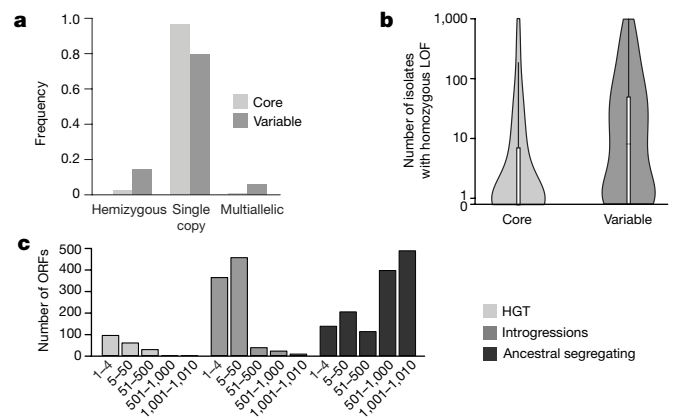 a
1.0
0.8
0.6
0.4
0.2
0
Frequency
Core
Variable
Hemizygous Single copy Multiallelic
b
1,000
100
10
1
0
Number of isolates
with homozygous LOF
Core Variable
c
500
400
300
200
100
0
Number of ORFs
1–4 5–50 51–500 501–1,000 1,001–1,010
1–4 5–50 51–500 501–1,000 1,001–1,010
1–4 5–50 51–500 501–1,000 1,001–1,010
HGT
Introgressions
Ancestral segregating